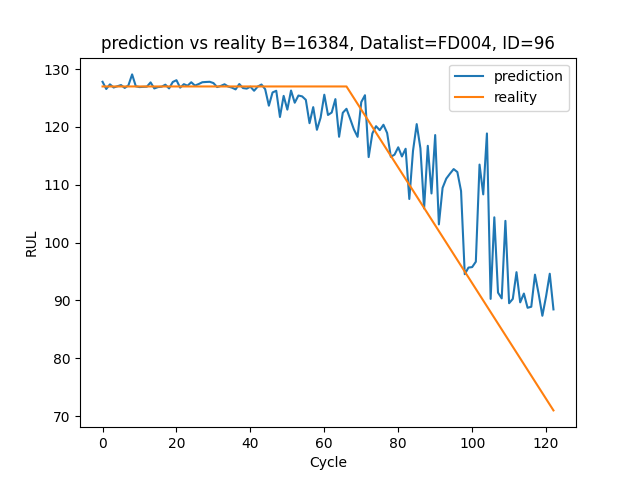 prediction vs reality B=16384, Datalist=FD004, ID=96
prediction
reality
RUL
130
120
110
100
90
80
70
0 20 40 60 80 100 120
Cycle